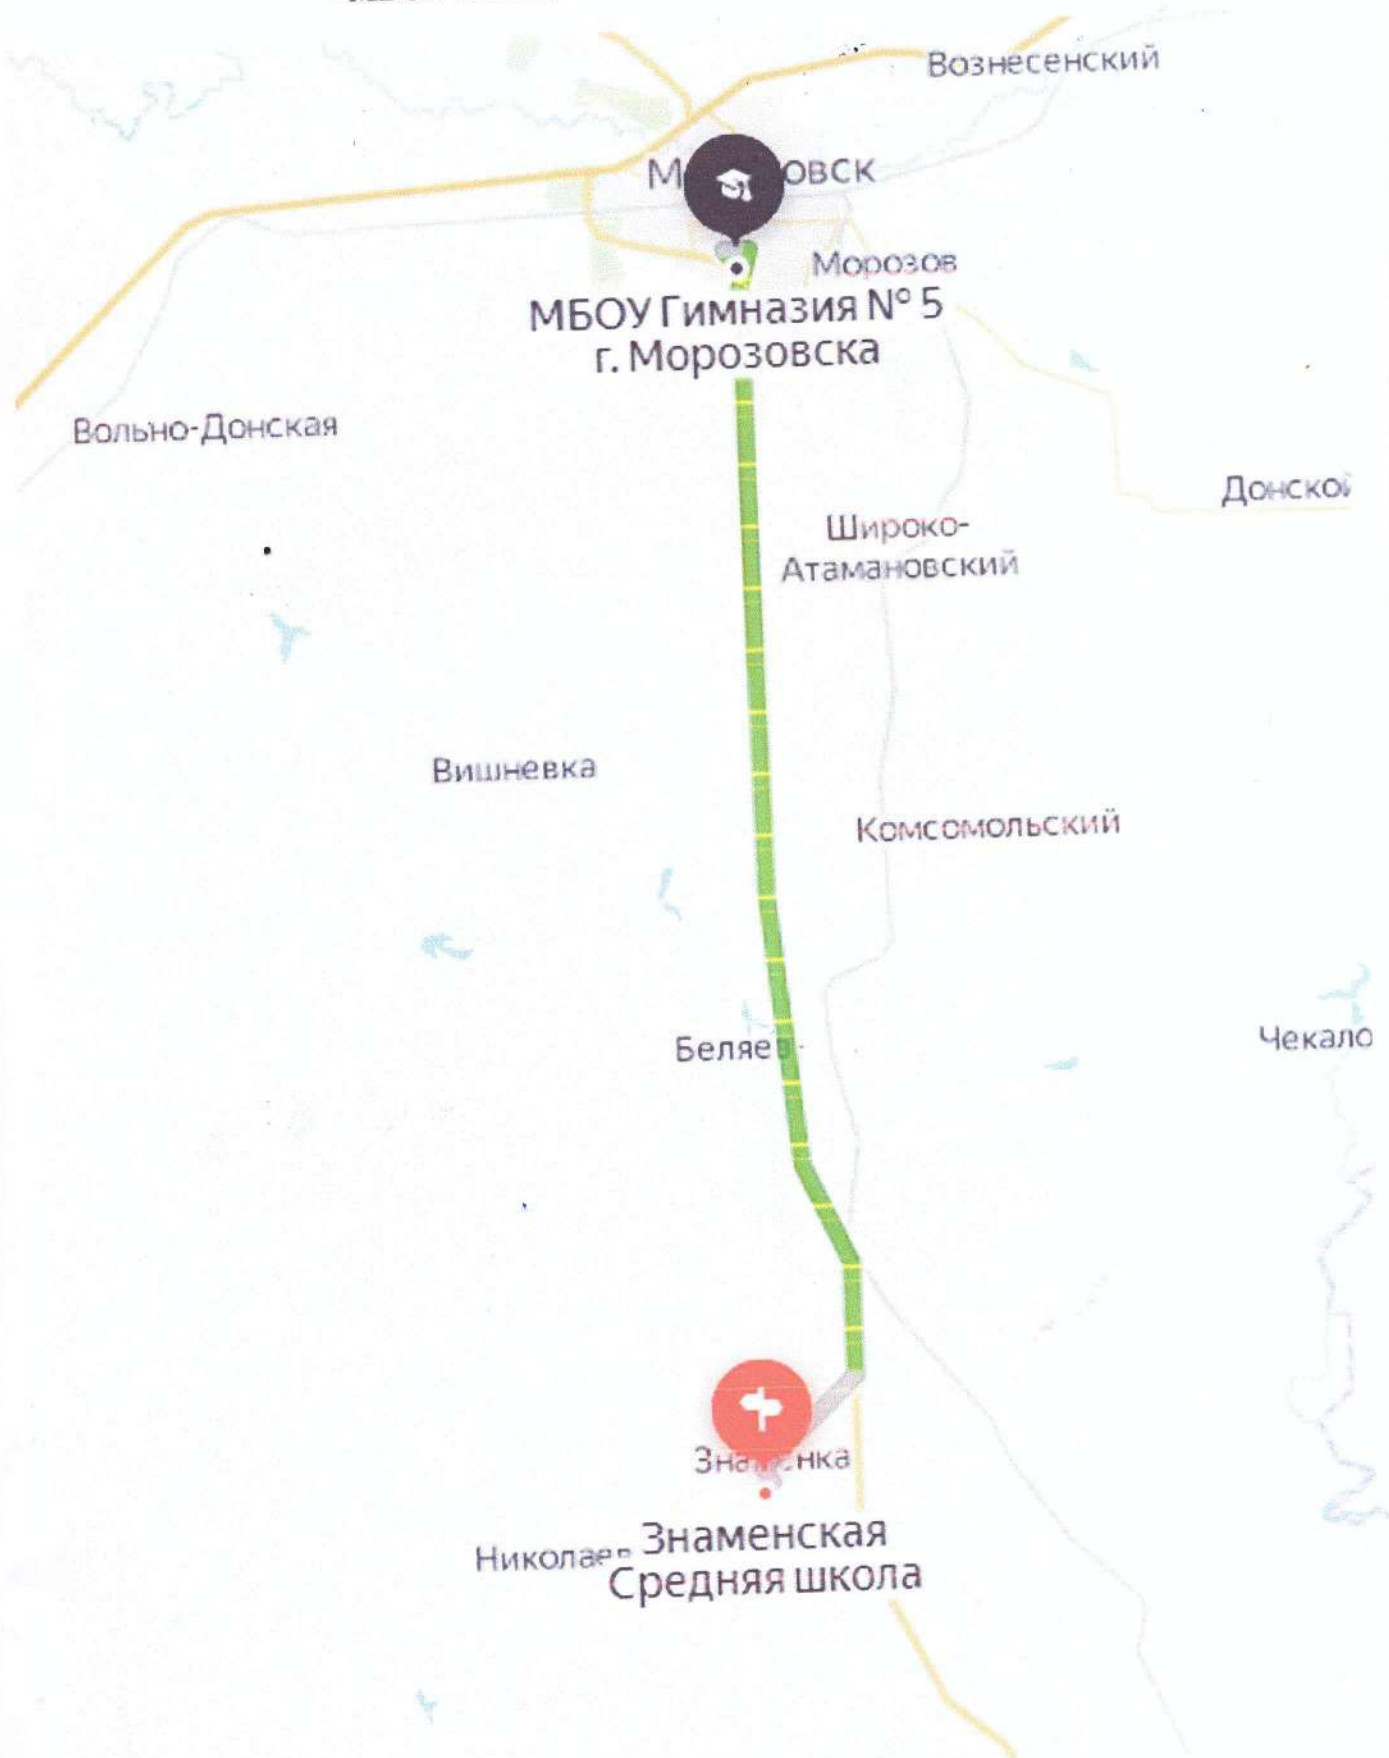 Вознесенский
Морозов
МБОУ Гимназия № 5
г. Морозовска
Вольно-Донская
Широко-
Атамановский
Вишневка
Комсомольский
Знаменская
Средняя школа